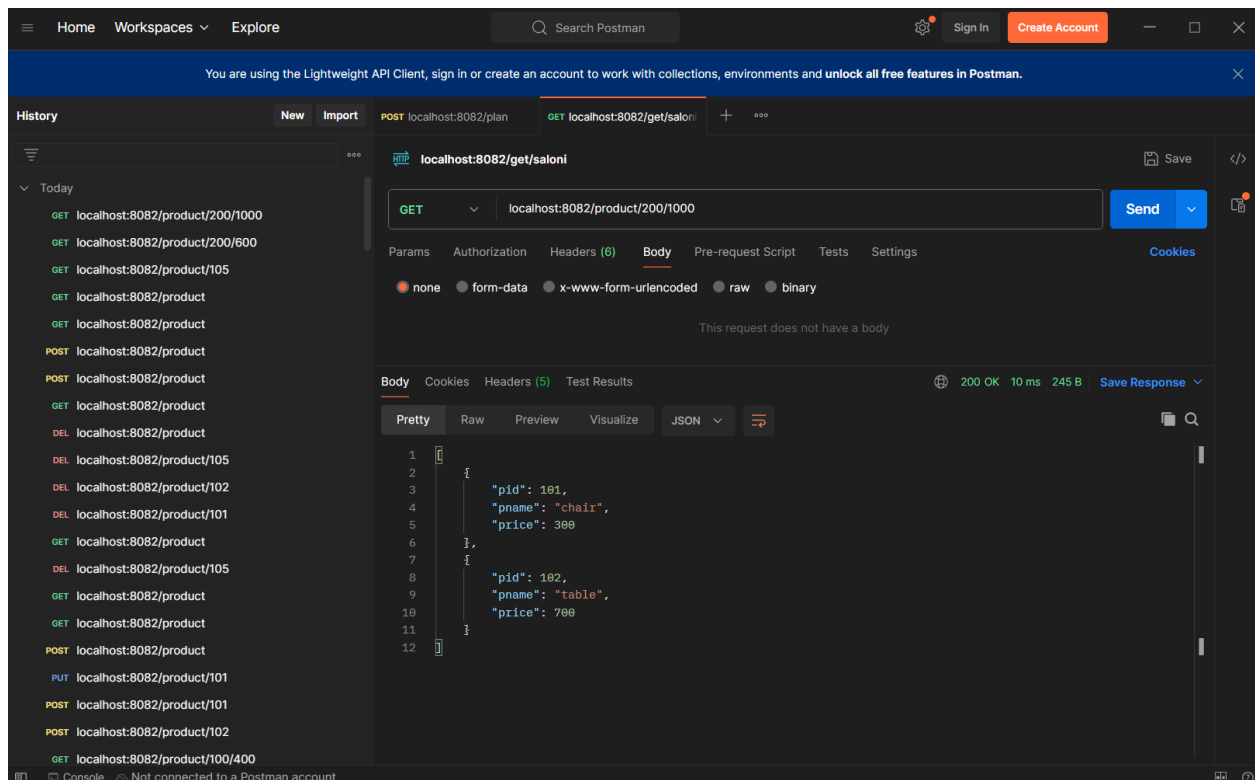 Home Workspaces Explore Search Postman Sign In Create Account
You are using the Lightweight API Client, sign in or create an account to work with collections, environments and unlock all free features in Postman.
History New Import
POST localhost:8082/plan GET localhost:8082/get/saloni
Today
GET localhost:8082/product/200/1000
GET localhost:8082/product/200/600
GET localhost:8082/product/105
GET localhost:8082/product
GET localhost:8082/product
POST localhost:8082/product
POST localhost:8082/product
GET localhost:8082/product
DEL localhost:8082/product
DEL localhost:8082/product/105
DEL localhost:8082/product/102
DEL localhost:8082/product/101
GET localhost:8082/product
DEL localhost:8082/product/105
GET localhost:8082/product
GET localhost:8082/product
POST localhost:8082/product
PUT localhost:8082/product/101
POST localhost:8082/product/101
POST localhost:8082/product/102
GET localhost:8082/product/100/400
HTTP localhost:8082/get/saloni Save
GET localhost:8082/product/200/1000 Send
Params Authorization Headers (6) Body Pre-request Script Tests Settings Cookies
none form-data x-www-form-urlencoded raw binary
This request does not have a body
Body Cookies Headers (5) Test Results 200 OK 10 ms 245 B Save Response
Pretty Raw Preview Visualize JSON
1 [
2 {
3 "pid": 101,
4 "pname": "chair",
5 "price": 300
6 },
7 {
8 "pid": 102,
9 "pname": "table",
10 "price": 700
11 }
12 ]
Console Not connected to a Postman account